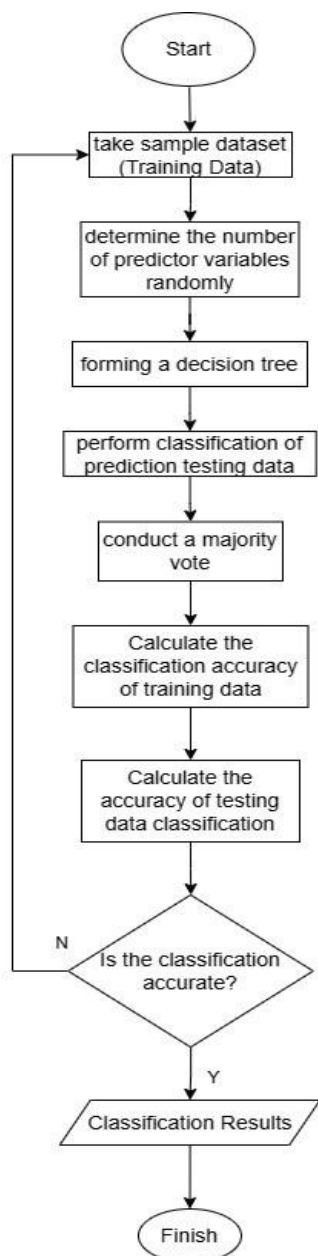 Start
take sample dataset
(Training Data)
determine the number
of predictor variables
randomly
forming a decision tree
perform classification of
prediction testing data
conduct a majority
vote
Calculate the
classification accuracy
of training data
Calculate the
accuracy of testing
data classification
N
Is the classification
accurate?
Y
Classification Results
Finish